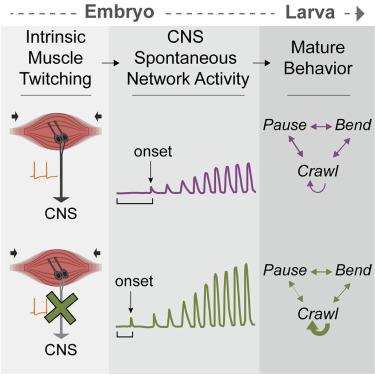 Embryo Larva
Intrinsic
Muscle
Twitching
CNS
Spontaneous
Network Activity
Mature
Behavior
onset
CNS
Pause Bend
Crawl
onset
CNS
Pause Bend
Crawl